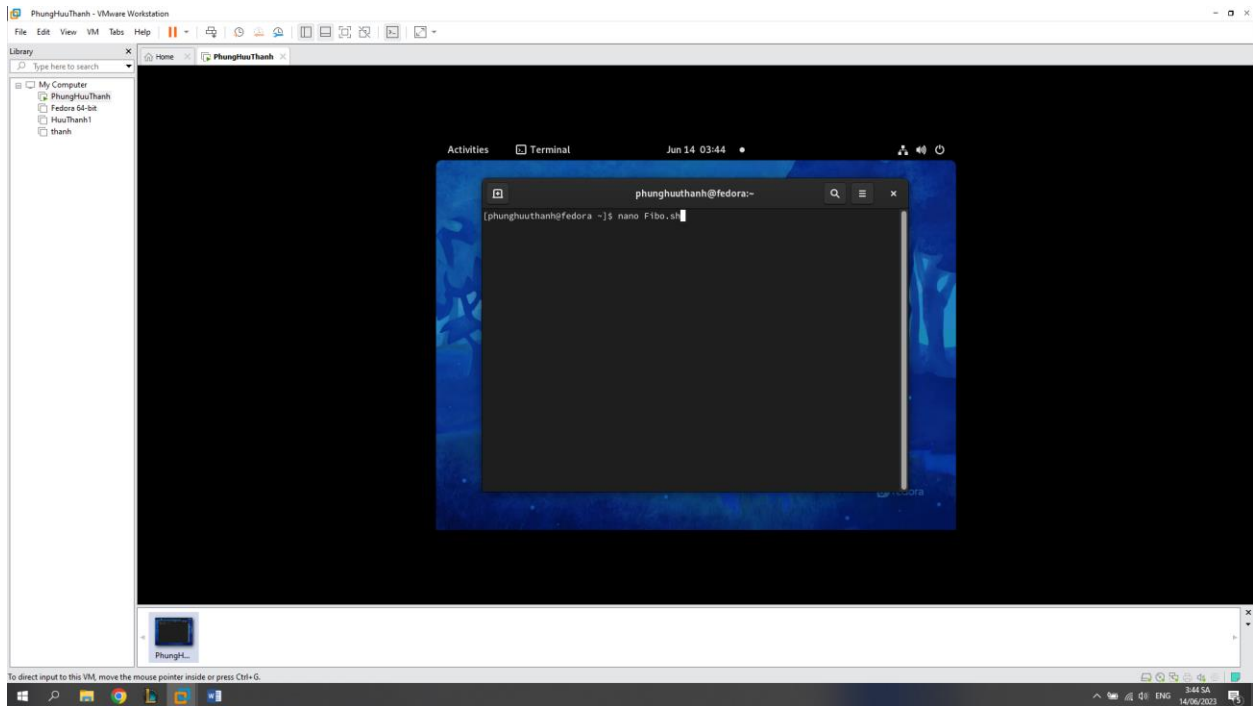 PhungHuuThanh - VMware Workstation
File Edit View VM Tabs Help
Library
Type here to search
My Computer
PhungHuuThanh
Fedora 64-bit
HuuThanh1
thanh
Home
PhungHuuThanh
Activities
Terminal
Jun 14 03:44
phunghuuthanh@fedora:~
[phunghuuthanh@fedora ~]$ nano Fibo.sh
fedora
PhungH...
To direct input to this VM, move the mouse pointer inside or press Ctrl+G.
ENG
3:44 SA
14/06/2023